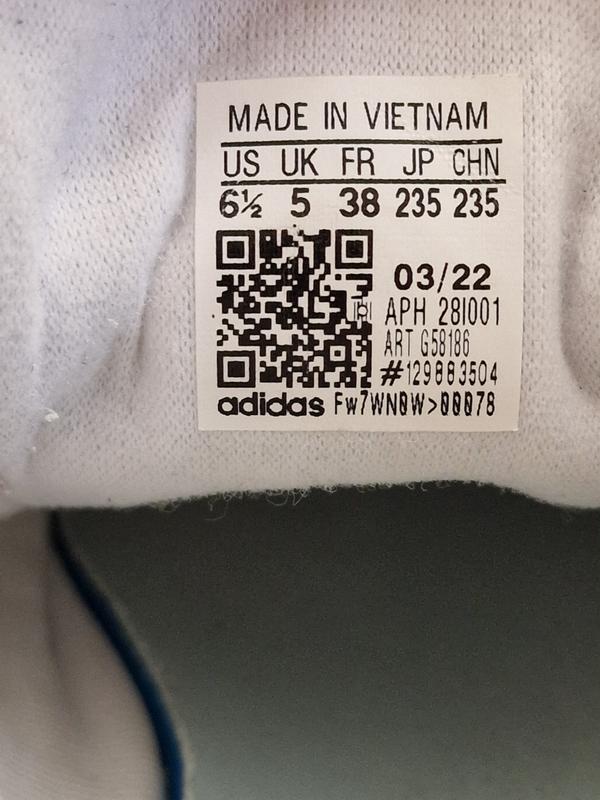 MADE IN VIETNAM
US UK FR JP CHN
6½ 5 38 235 235
03/22
APH 28I001
ART G58186
#129883504
adidas Fw7WN0W>00078